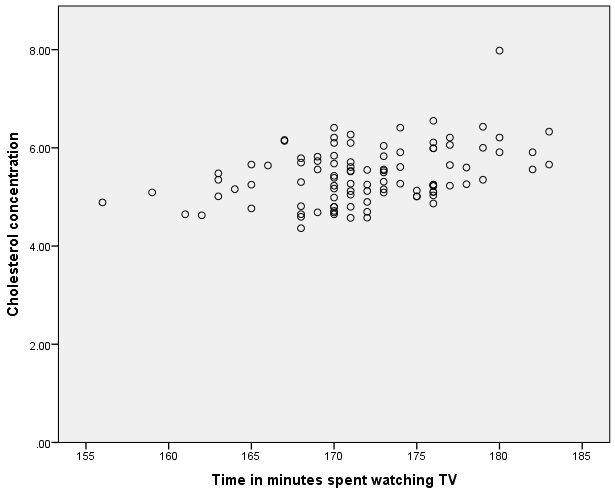 8.00
6.00
4.00
2.00
.00
Cholesterol concentration
155 160 165 170 175 180 185
Time in minutes spent watching TV